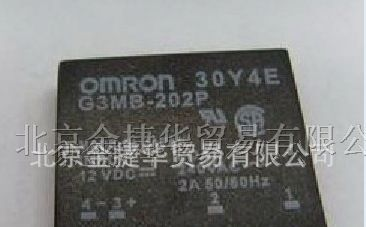 OMRON 30Y4E
G3MB-202P
北京金捷华贸易有限公司
北京金捷华贸易有限公司
12 VDC
2A 50/60Hz
4 - 3+ 2 1